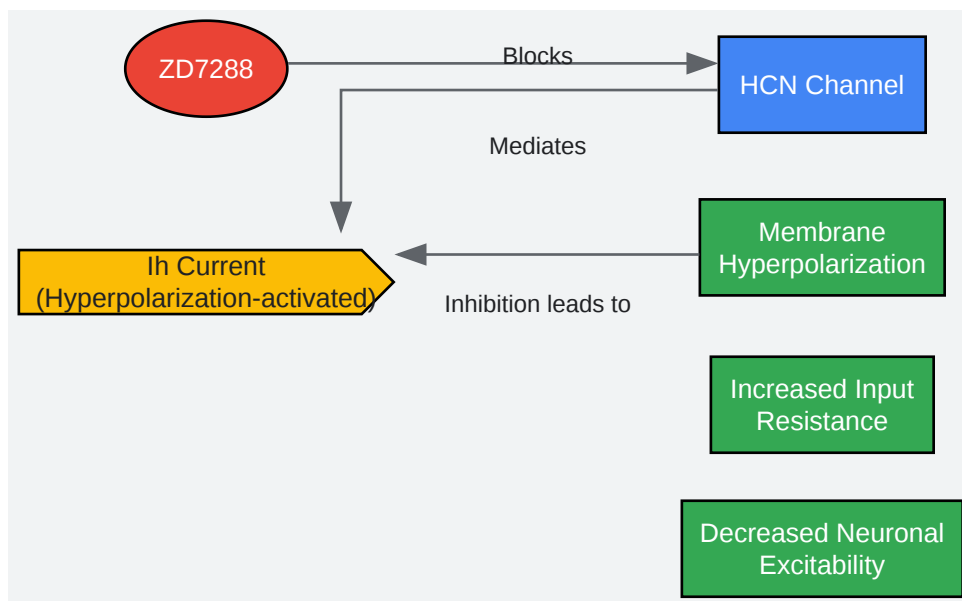 ZD7288
Blocks
HCN Channel
Mediates
Ih Current
(Hyperpolarization-activated)
Membrane
Hyperpolarization
Inhibition leads to
Increased Input
Resistance
Decreased Neuronal
Excitability